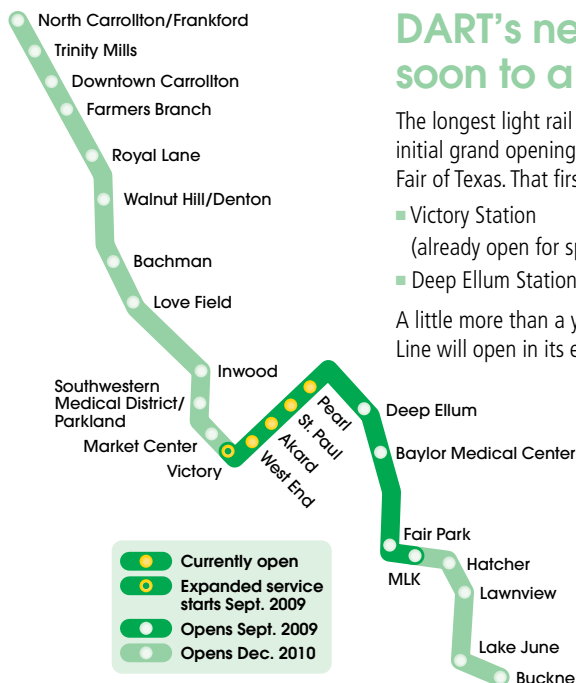 North Carrollton/Frankford
Trinity Mills
Downtown Carrollton
Farmers Branch
Royal Lane
Walnut Hill/Denton
Bachman
Love Field
Inwood
Southwestern
Medical District/
Parkland
Market Center
Victory
West End
Akard
St. Paul
Pearl
Deep Ellum
Baylor Medical Center
Fair Park
MLK
Hatcher
Lawnview
Lake June
Buckne
DART's ne
soon to a
The longest light rail
initial grand opening
Fair of Texas. That firs
Victory Station
(already open for sp
Deep Ellum Station
A little more than a y
Line will open in its e
Currently open
Expanded service
starts Sept. 2009
Opens Sept. 2009
Opens Dec. 2010